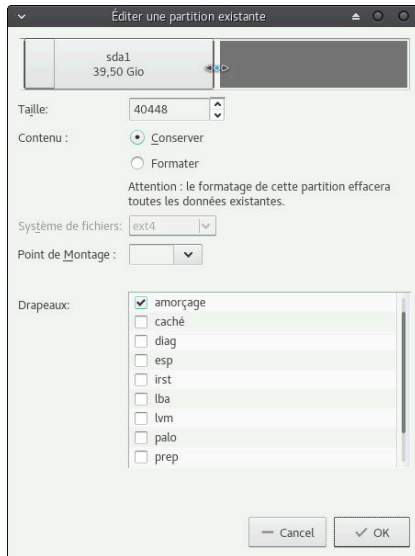 Éditer une partition existante
sda1
39,50 Gio
Taille:
40448
Contenu :
Conserver
Formater
Attention : le formatage de cette partition effacera
toutes les données existantes.
Système de fichiers:
ext4
Point de Montage :
Drapeaux:
amorçage
caché
diag
esp
irst
lba
lvm
palo
prep
Cancel
OK